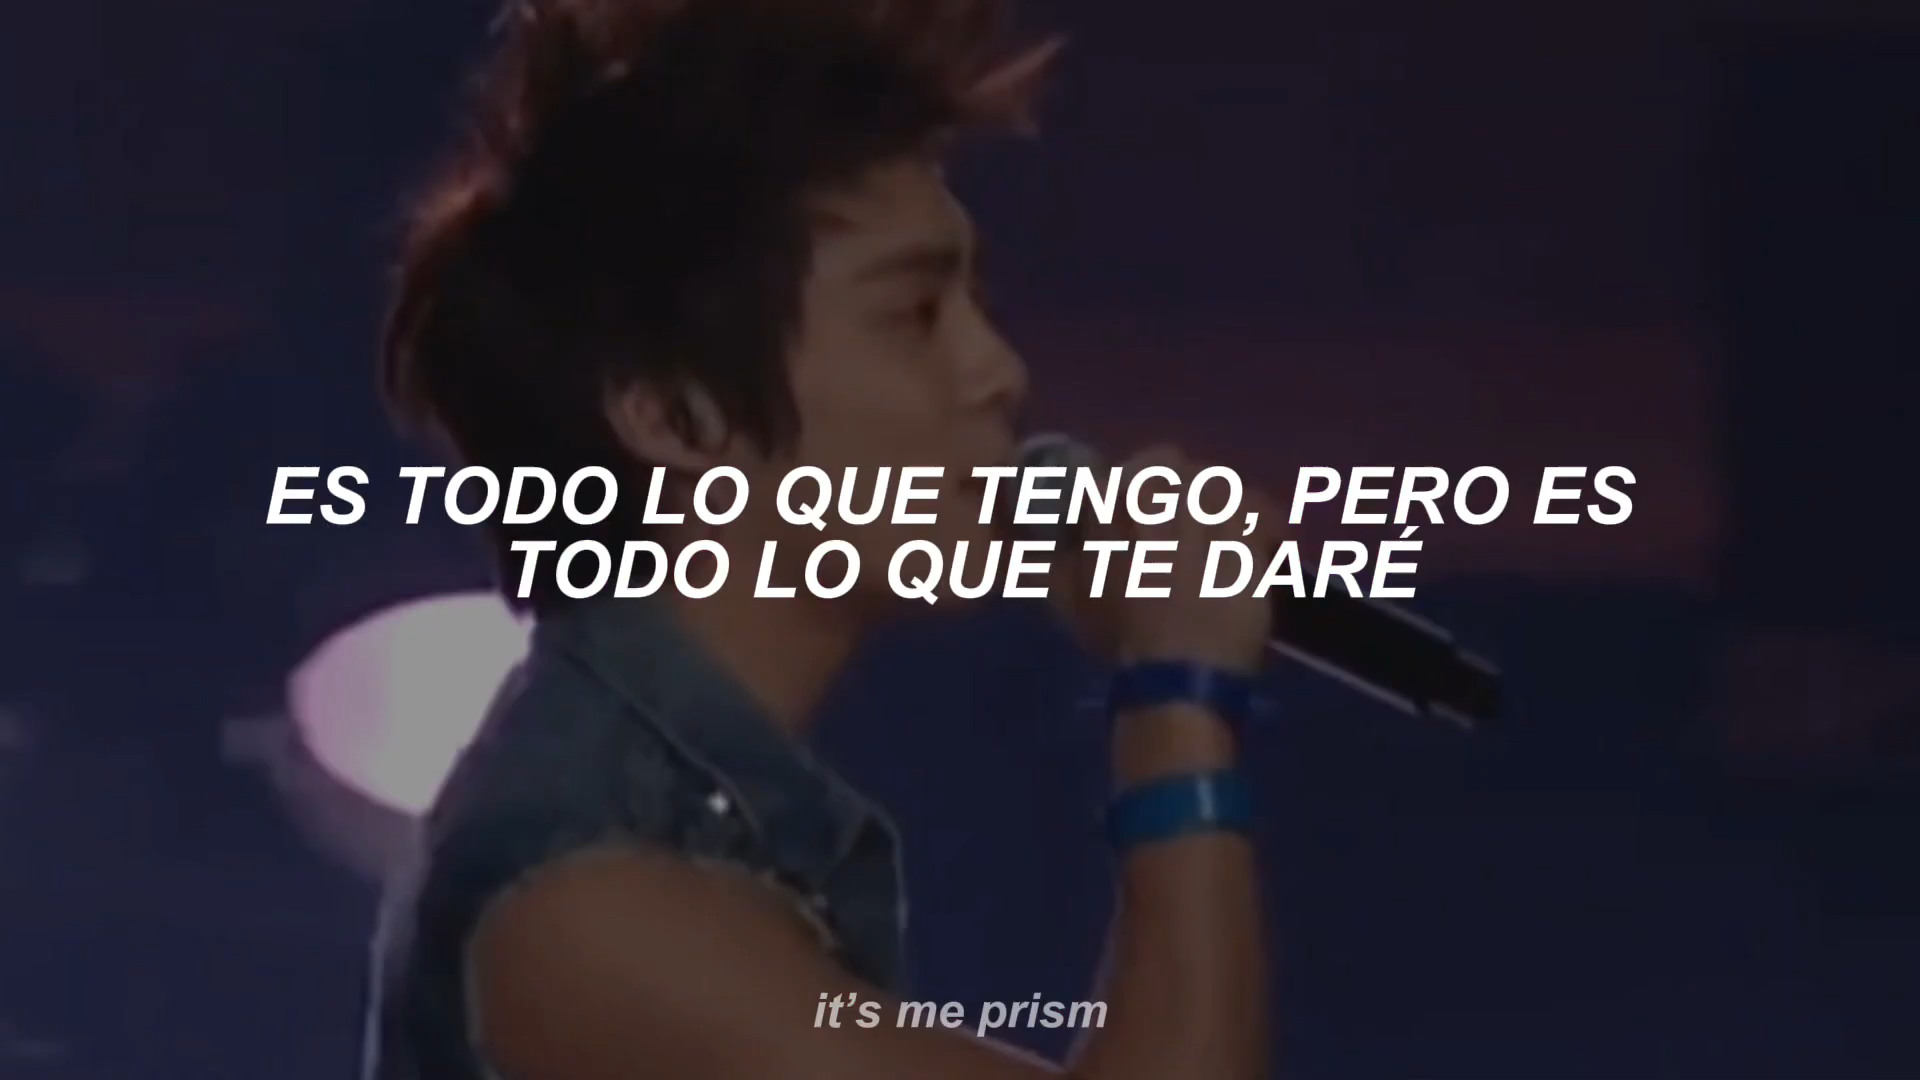 ES TODO LO QUE TENGO, PERO ES
TODO LO QUE TE DARÉ
it's me prism